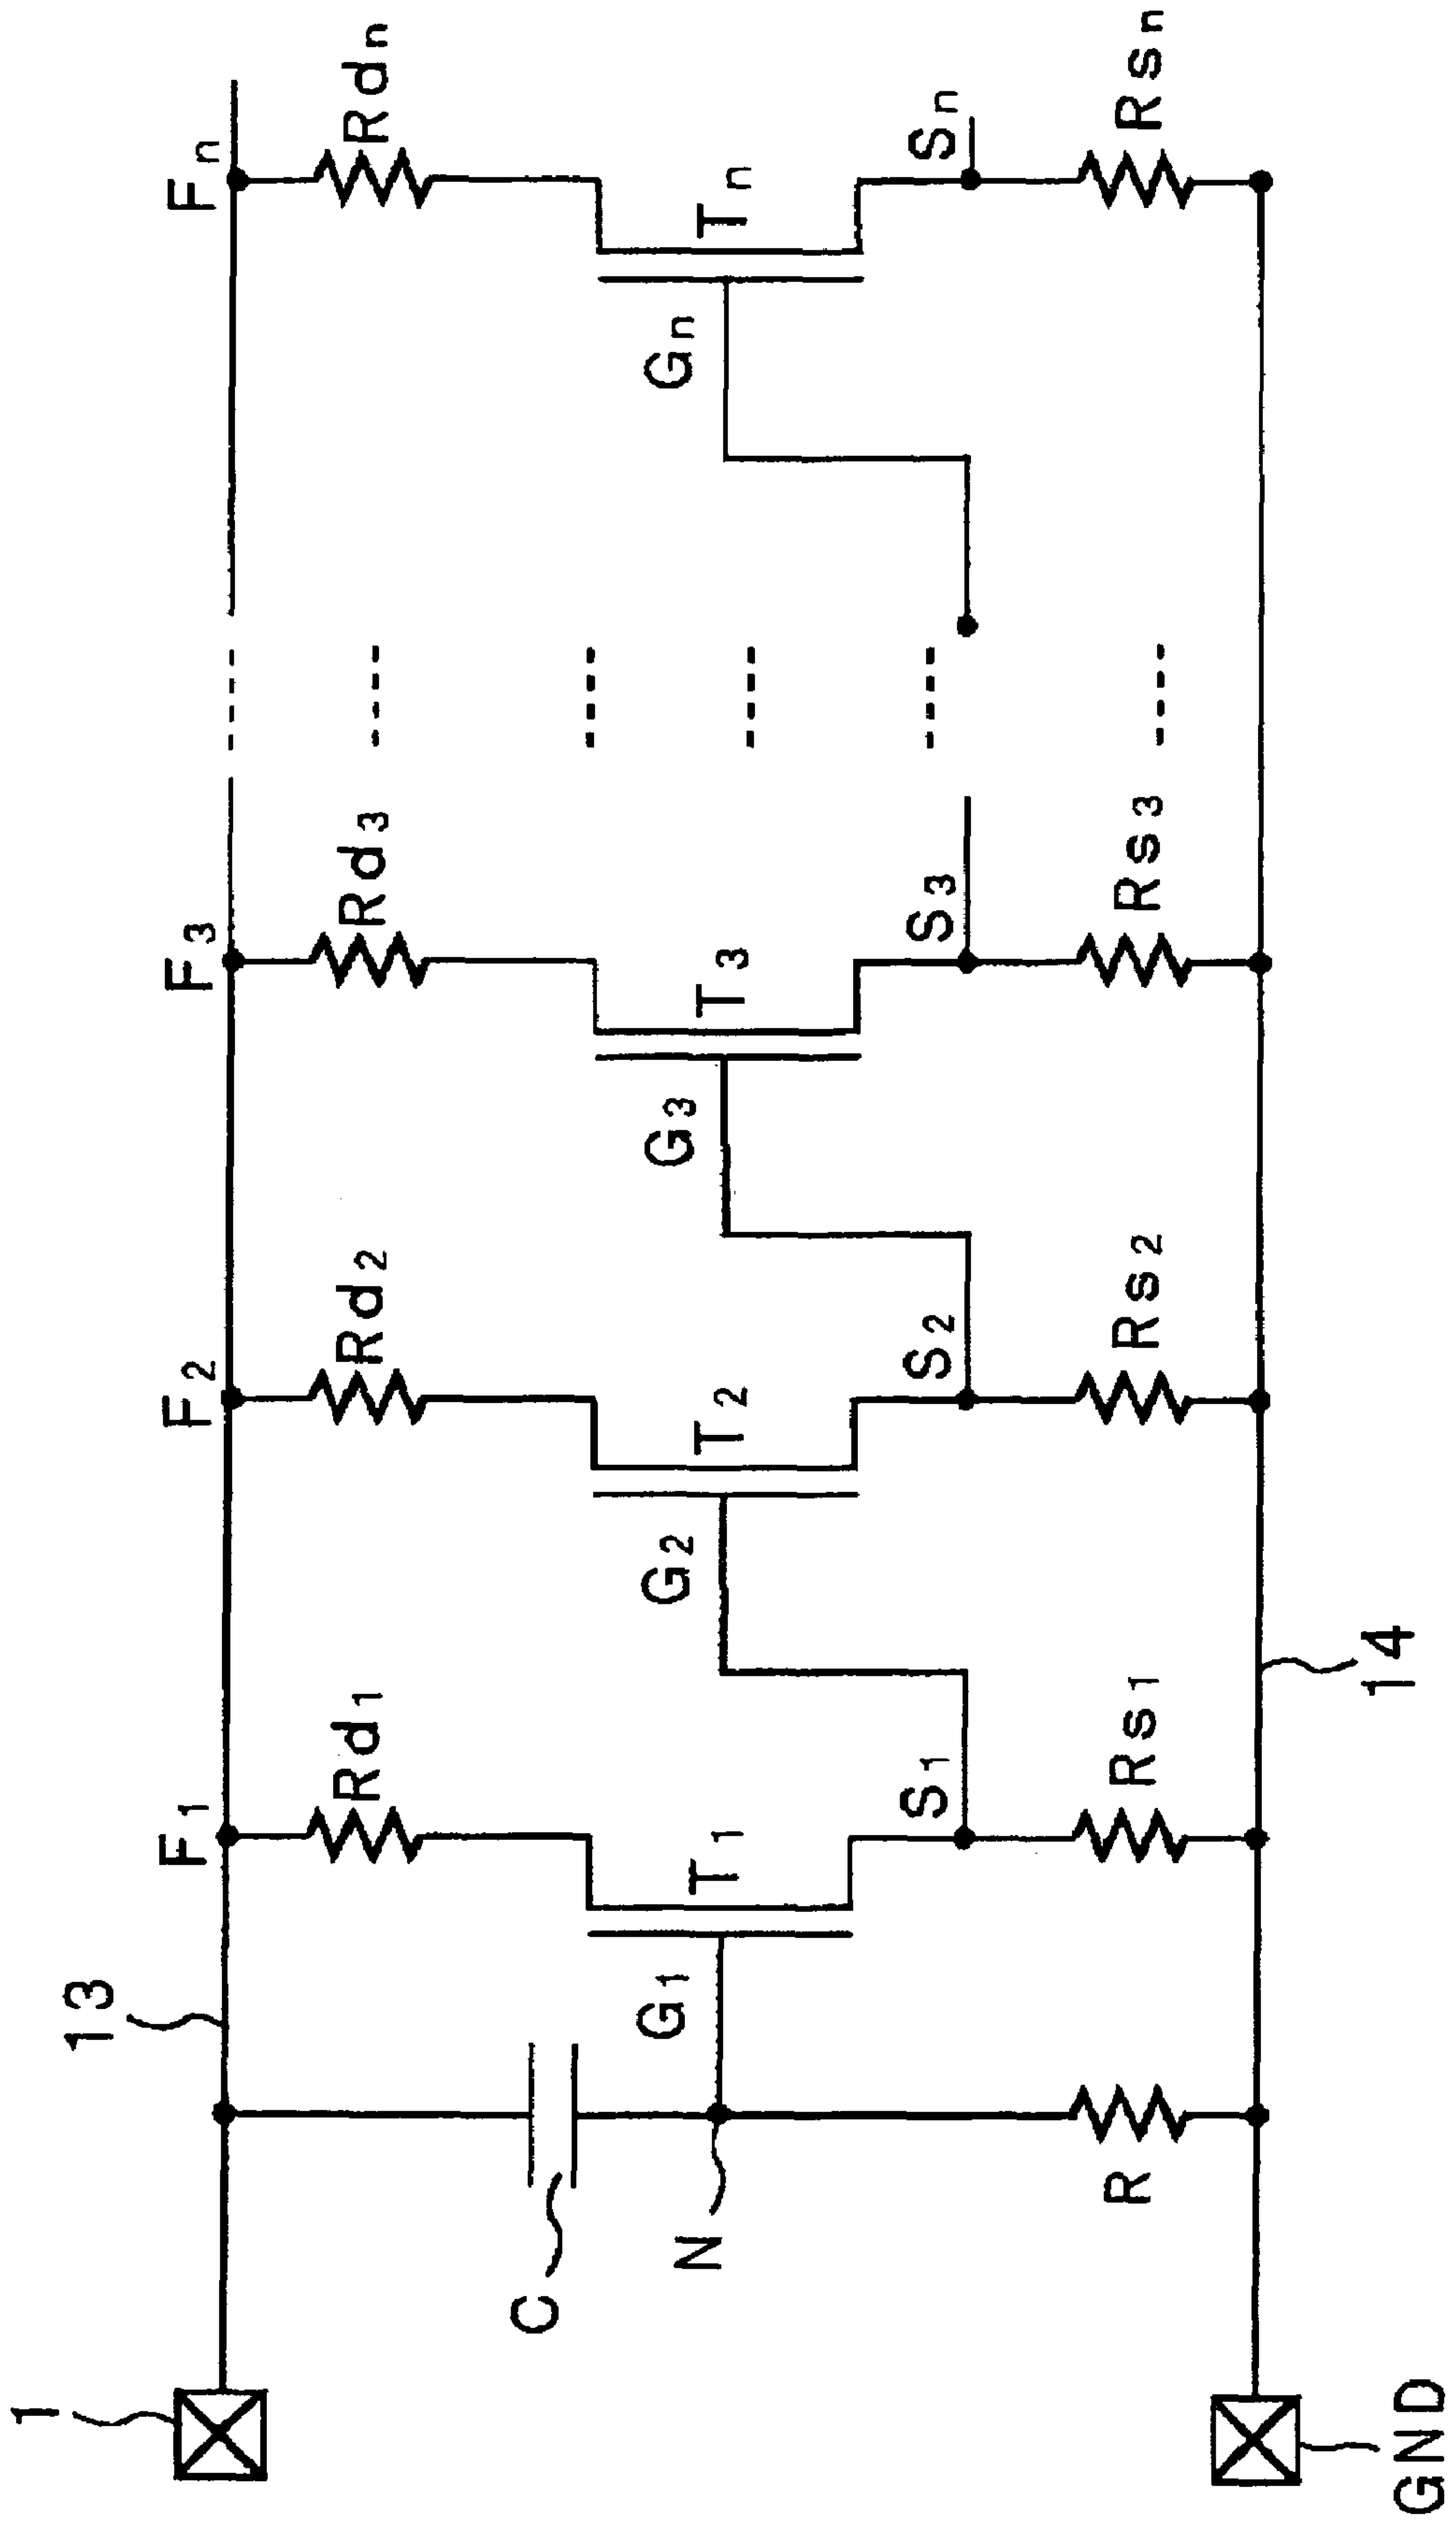 1
13
F1
F2
F3
Fn
Rd1
Rd2
Rd3
Rdn
C
G1
T1
G2
T2
G3
T3
Gn
Tn
N
S1
S2
S3
Sn
R
Rs1
Rs2
Rs3
Rsn
GND
14